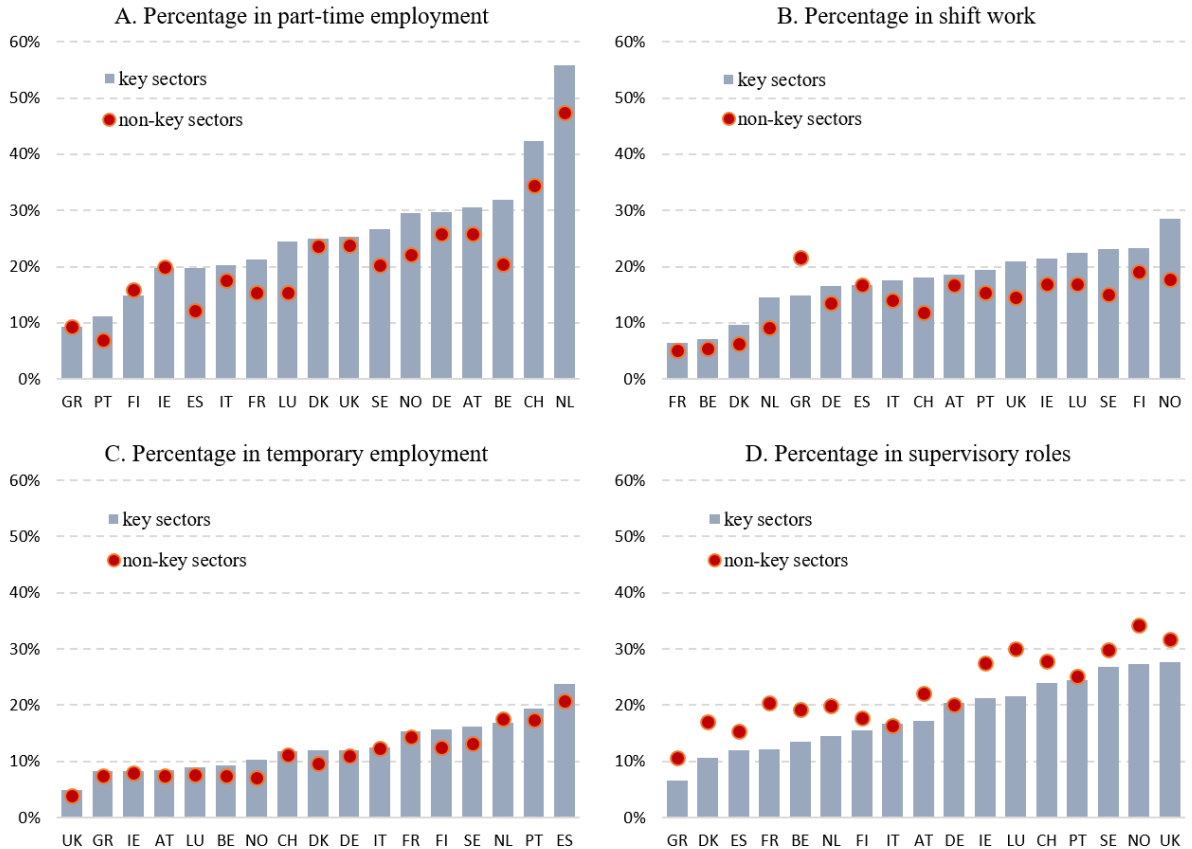 A. Percentage in part-time employment
60%
50%
40%
30%
20%
10%
0%
key sectors
non-key sectors
GR PT FI IE ES IT FR LU DK UK SE NO DE AT BE CH NL
B. Percentage in shift work
60%
50%
40%
30%
20%
10%
0%
key sectors
non-key sectors
FR BE DK NL GR DE ES IT CH AT PT UK IE LU SE FI NO
C. Percentage in temporary employment
60%
50%
40%
30%
20%
10%
0%
key sectors
non-key sectors
UK GR IE AT LU BE NO CH DK DE IT FR FI SE NL PT ES
D. Percentage in supervisory roles
60%
50%
40%
30%
20%
10%
0%
key sectors
non-key sectors
GR DK ES FR BE NL FI IT AT DE IE LU CH PT SE NO UK